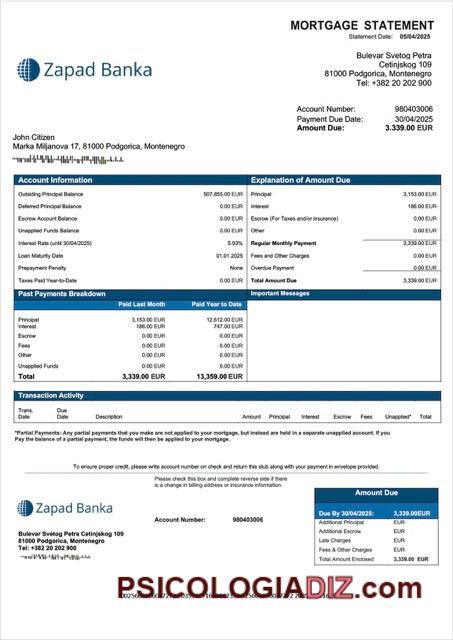 MORTGAGE STATEMENT
Statement Date: 05/04/2025
Zapad Banka
Bulevar Svetog Petra
Cetinjskog 109
81000 Podgorica, Montenegro
Tel: +382 20 202 900
Account Number: 980403006
Payment Due Date: 30/04/2025
Amount Due: 3.339.00 EUR
John Citizen
Marka Miljanova 17, 81000 Podgorica, Montenegro
Account Information
Outsiding Principal Balance 507,855.00 EUR
Deferred Principal Balance 0.00 EUR
Escrow Account Balance 0.00 EUR
Unapplied Funds Balance 0.00 EUR
Interest Rate (until 30/04/2025) 5.93%
Loan Maturity Date 01.01.2025
Prepayment Penalty None
Taxes Paid Year-to-Date 0.00 EUR
Explanation of Amount Due
Principal 3,153.00 EUR
Interest 186.00 EUR
Escrow (For Taxes and/or insurance) 0.00 EUR
Other 0.00 EUR
Regular Monthly Payment 3,339.00 EUR
Fees and Other Charges 0.00 EUR
Overdue Payment 0.00 EUR
Total Amount Due 3,339.00 EUR
Past Payments Breakdown
Paid Last Month Paid Year to Date
Principal 3,153.00 EUR 12,612.00 EUR
Interest 186.00 EUR 747.00 EUR
Escrow 0.00 EUR 0.00 EUR
Fees 0.00 EUR 0.00 EUR
Other 0.00 EUR 0.00 EUR
Unapplied Funds 0.00 EUR 0.00 EUR
Total 3,339.00 EUR 13,359.00 EUR
Important Messages
Transaction Activity
Trans. Date Due Date Description Amount Principal Interest Escrow Fees Unapplied* Total
*Partial Payments: Any partial payments that you make are not applied to your mortgage, but instead are held in a separate unapplied account. if you
Pay the balance of a partial payment, the funds will then be applied to your mortgage.
To ensure proper credit, please write account number on check and return this stub along with your payment in envelope provided.
Please check this box and complete reverse side if there
is a change in billing address or insurance information.
Zapad Banka
Account Number: 980403006
Bulevar Svetog Petra Cetinjskog 109
81000 Podgorica, Montenegro
Tel: +382 20 202 900
Amount Due
Due By 30/04/2025: 3,339.00EUR
Additional Principal EUR
Additional Escrow EUR
Late Charges EUR
Fees & Other Charges EUR
Total Amount Enclosed 3,339.00 EUR
PSICOLOGIADIZ.com